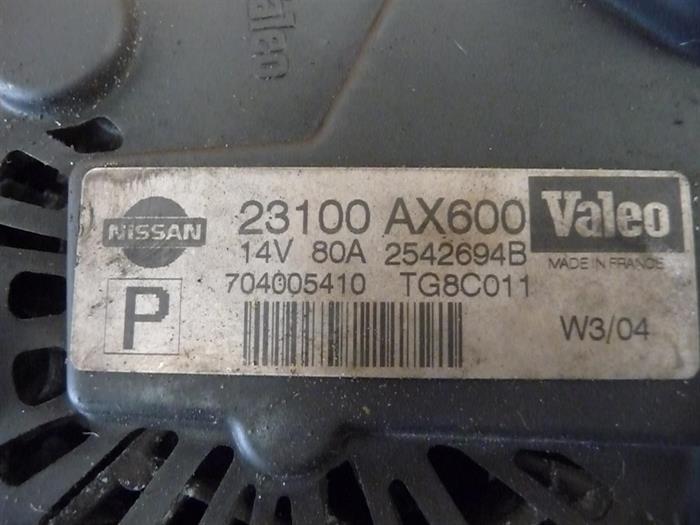 Valeo
NISSAN 23100 AX600 Valeo
14V 80A 2542694B MADE IN FRANCE
704005410 TG8C011
P W3/04